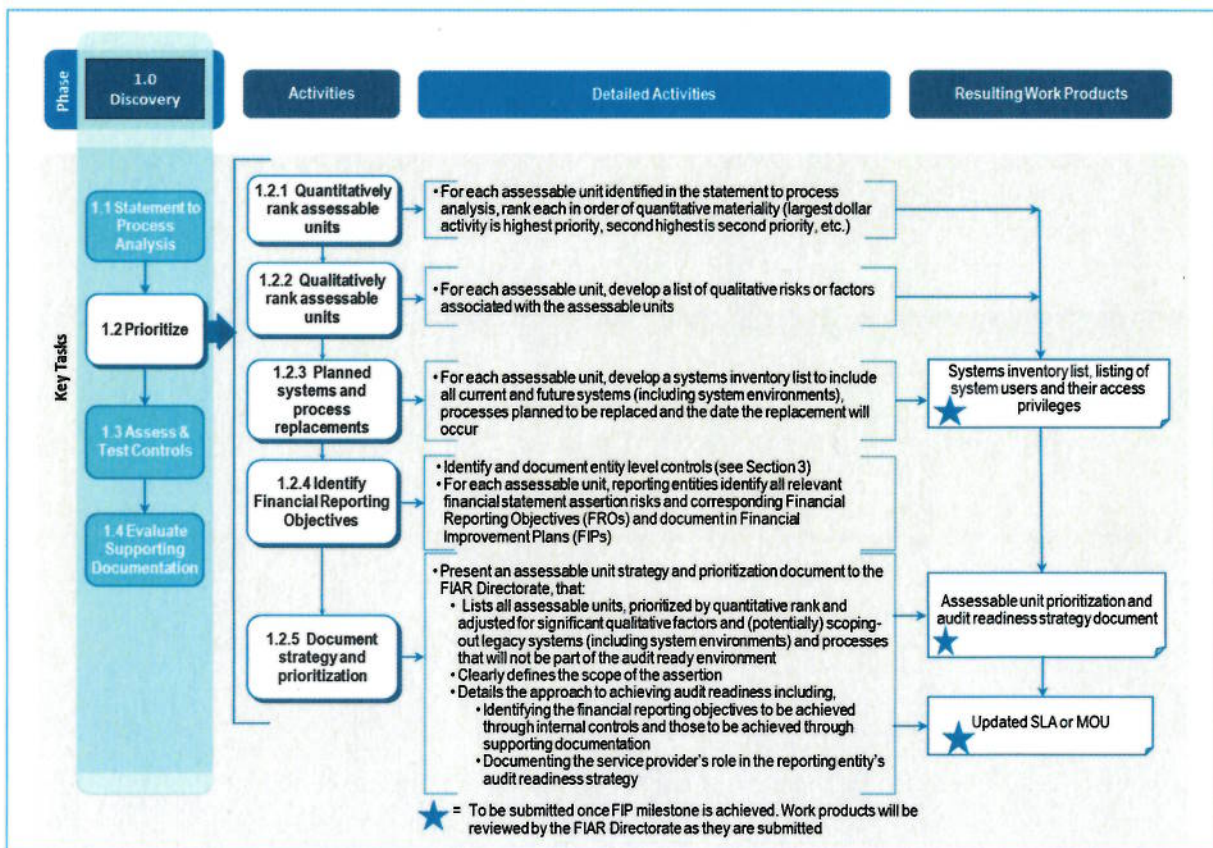 Phase
1.0
Discovery
Activities
Detailed Activities
Resulting Work Products
Key Tasks
1.1 Statement to
Process
Analysis
1.2 Prioritize
1.3 Assess &
Test Controls
1.4 Evaluate
Supporting
Documentation
1.2.1 Quantitatively
rank assessable
units
• For each assessable unit identified in the statement to process
analysis, rank each in order of quantitative materiality (largest dollar
activity is highest priority, second highest is second priority, etc.)
1.2.2 Qualitatively
rank assessable
units
• For each assessable unit, develop a list of qualitative risks or factors
associated with the assessable units
1.2.3 Planned
systems and
process
replacements
• For each assessable unit, develop a systems inventory list to include
all current and future systems (including system environments),
processes planned to be replaced and the date the replacement will
occur
Systems inventory list, listing of
system users and their access
privileges
1.2.4 Identify
Financial Reporting
Objectives
• Identify and document entity level controls (see Section 3)
• For each assessable unit, reporting entities identify all relevant
financial statement assertion risks and corresponding Financial
Reporting Objectives (FROs) and document in Financial
Improvement Plans (FIPs)
1.2.5 Document
strategy and
prioritization
• Present an assessable unit strategy and prioritization document to the
FIAR Directorate, that:
• Lists all assessable units, prioritized by quantitative rank and
adjusted for significant qualitative factors and (potentially) scoping-
out legacy systems (including system environments) and processes
that will not be part of the audit ready environment
• Clearly defines the scope of the assertion
• Details the approach to achieving audit readiness including,
• Identifying the financial reporting objectives to be achieved
through internal controls and those to be achieved through
supporting documentation
• Documenting the service provider's role in the reporting entity's
audit readiness strategy
Assessable unit prioritization and
audit readiness strategy document
Updated SLA or MOU
= To be submitted once FIP milestone is achieved. Work products will be
reviewed by the FIAR Directorate as they are submitted